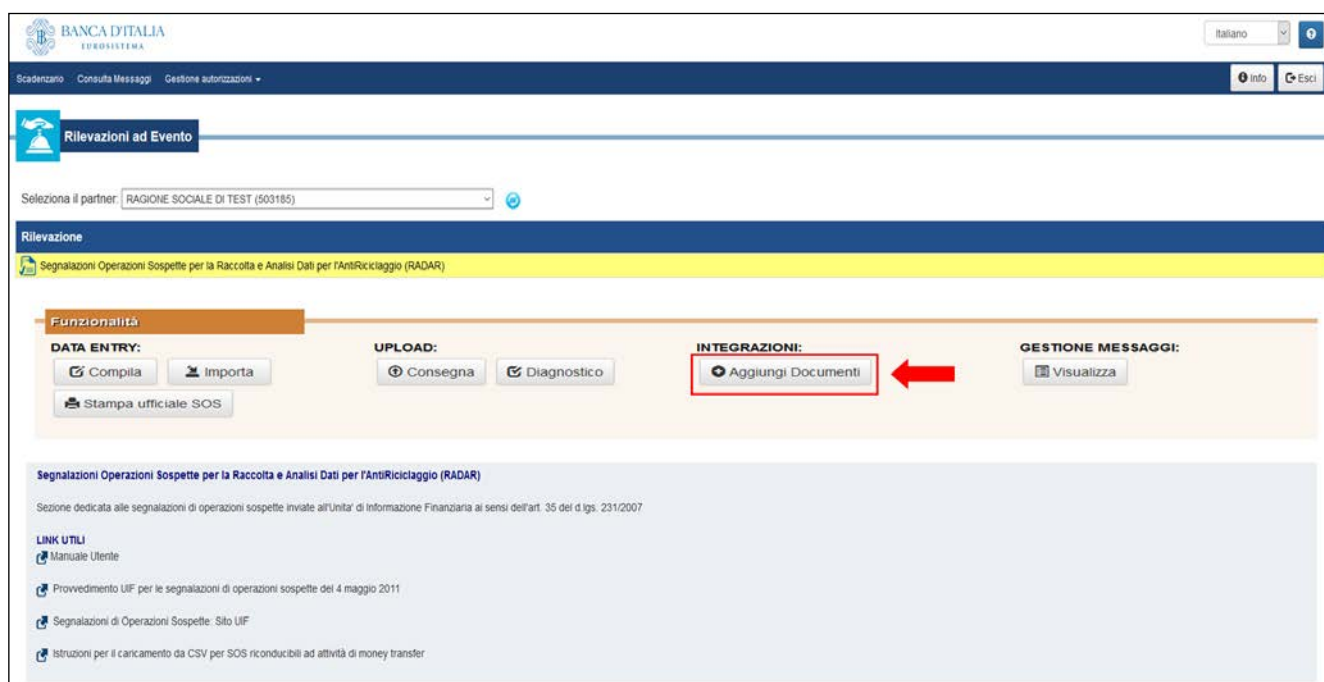 BANCA D'ITALIA
EUROSISTEMA
Italiano
Scadenzario Consulta Messaggi Gestione autorizzazioni
Info Esci
Rilevazioni ad Evento
Seleziona il partner: RAGIONE SOCIALE DI TEST (503185)
Rilevazione
Segnalazioni Operazioni Sospette per la Raccolta e Analisi Dati per l'AntiRiciclaggio (RADAR)
Funzionalità
DATA ENTRY: UPLOAD: INTEGRAZIONI: GESTIONE MESSAGGI:
Compila Importa Consegna Diagnostico Aggiungi Documenti Visualizza
Stampa ufficiale SOS
Segnalazioni Operazioni Sospette per la Raccolta e Analisi Dati per l'AntiRiciclaggio (RADAR)
Sezione dedicata alle segnalazioni di operazioni sospette inviate all'Unita' di Informazione Finanziaria ai sensi dell'art. 35 del d.lgs. 231/2007
LINK UTILI
Manuale Utente
Provvedimento UIF per le segnalazioni di operazioni sospette del 4 maggio 2011
Segnalazioni di Operazioni Sospette: Sito UIF
Istruzioni per il caricamento da CSV per SOS riconducibili ad attività di money transfer